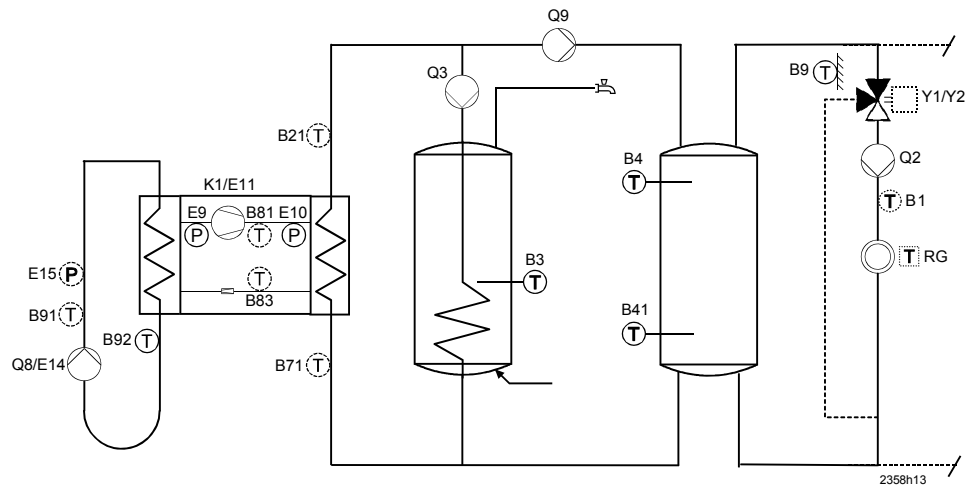 Q9
Q3
B9 T
Y1/Y2
B21 T
B4
T
Q2
K1/E11
T B1
E9 B81 E10
P T P
B3
T
T RG
E15 P
T
B83
B91 T
B41
T
B92 T
Q8/E14
B71 T
2358h13